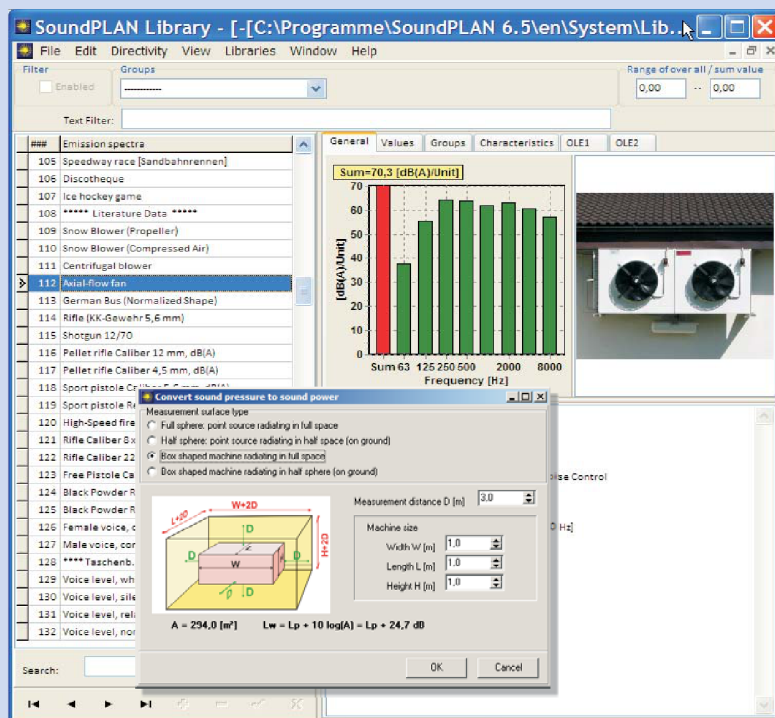 SoundPLAN Library - [-[C:\Programme\SoundPLAN 6.5\en\System\Lib..
File Edit Directivity View Libraries Window Help
Filter Groups Range of over all / sum value
Enabled ------------ 0,00 -- 0,00
Text Filter:
### Emission spectra
General Values Groups Characteristics OLE1 OLE2
105 Speedway race [Sandbahnrennen]
106 Discotheque
107 Ice hockey game
108 ***** Literature Data *****
109 Snow Blower (Propeller)
110 Snow Blower (Compressed Air)
111 Centrifugal blower
112 Axial-flow fan
113 German Bus (Normalized Shape)
114 Rifle (KK-Gewehr 5,6 mm)
115 Shotgun 12/70
116 Pellet rifle Caliber 12 mm, dB(A)
117 Pellet rifle Caliber 4,5 mm, dB(A)
118 Sport pistole
119 Sport pistole
120 High-Speed fire
121 Rifle Caliber 8 x
122 Rifle Caliber 22
123 Free Pistole Ca
124 Black Powder R
125 Black Powder R
126 Female voice, c
127 Male voice, con
128 ****Taschenb.
129 Voice level, wh
130 Voice level, sile
131 Voice level, rela
132 Voice level, nor
Search:
Sum=70,3 [dB(A)/Unit]
[dB(A)/Unit]
70
60
50
40
30
20
10
0
Sum 63 125 250 500 2000 8000
Frequency [Hz]
oise Control
0 Hz]
Convert sound pressure to sound power
Measurement surface type
Full sphere: point source radiating in full space
Half sphere: point source radiating in half space (on ground)
Box shaped machine radiating in full space
Box shaped machine radiating in half sphere (on ground)
W+2D
L+2D
H+2D
D
D
D
D
D
W
L
Measurement distance D [m] 3,0
Machine size
Width W [m] 1,0
Length L [m] 1,0
Height H [m] 1,0
A = 294,0 [m²] Lw = Lp + 10 log(A) = Lp + 24,7 dB
OK Cancel